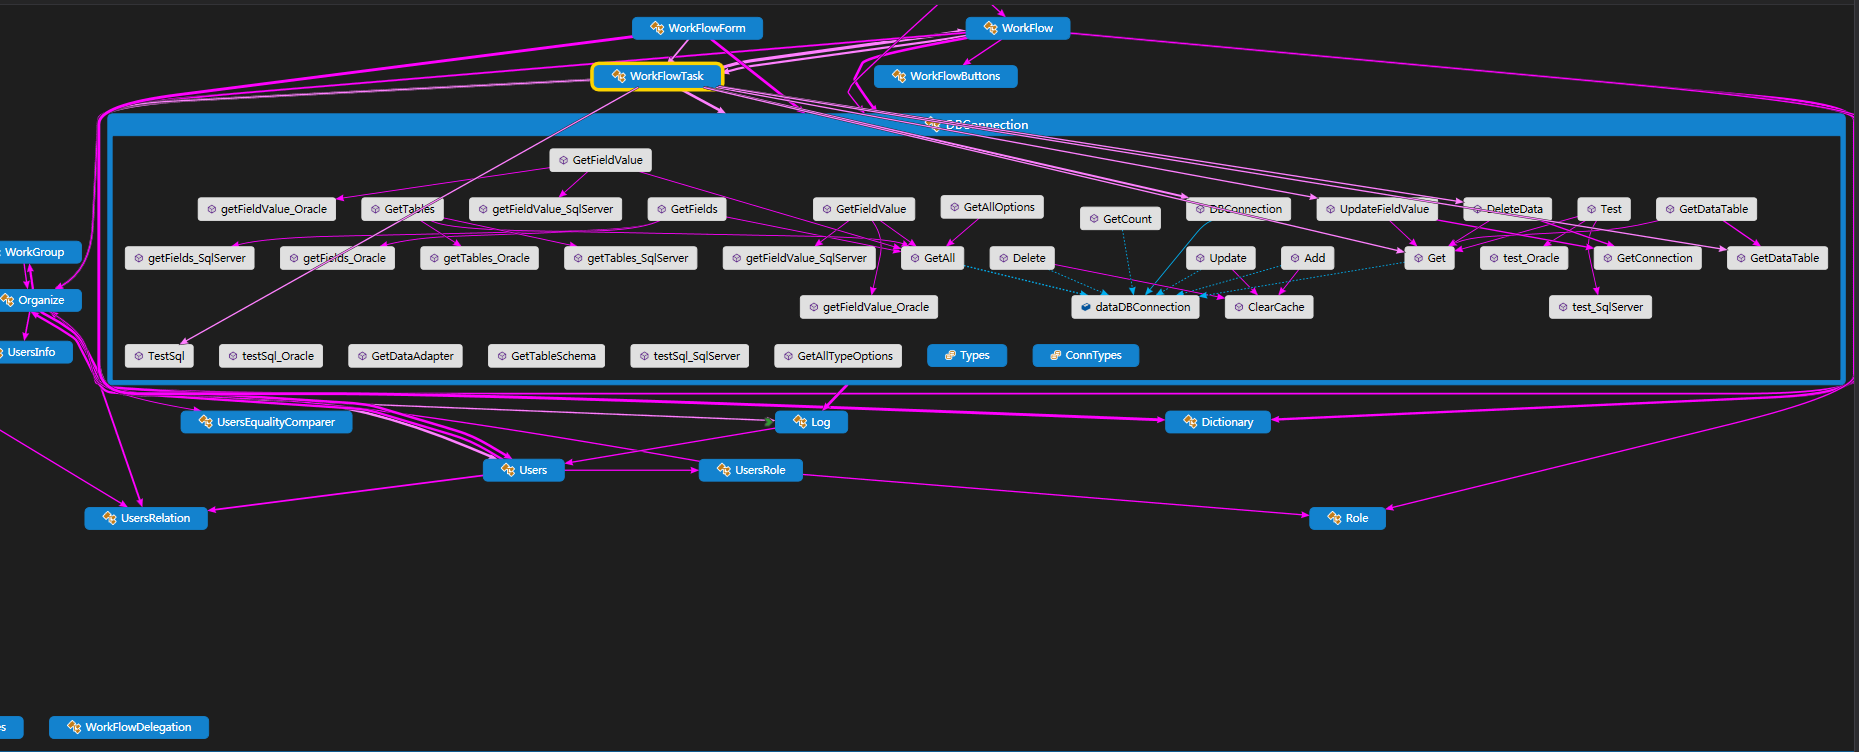 WorkFlowForm
WorkFlow
WorkFlowTask
WorkFlowButtons
DBConnection
GetFieldValue
getFieldValue_Oracle
GetTables
getFieldValue_SqlServer
GetFields
GetFieldValue
GetAllOptions
GetCount
DBConnection
UpdateFieldValue
DeleteData
Test
GetDataTable
WorkGroup
getFields_SqlServer
getFields_Oracle
getTables_Oracle
getTables_SqlServer
getFieldValue_SqlServer
GetAll
Delete
Update
Add
Get
test_Oracle
GetConnection
GetDataTable
Organize
getFieldValue_Oracle
dataDBConnection
ClearCache
test_SqlServer
UsersInfo
TestSql
testSql_Oracle
GetDataAdapter
GetTableSchema
testSql_SqlServer
GetAllTypeOptions
Types
ConnTypes
UsersEqualityComparer
Log
Dictionary
Users
UsersRole
UsersRelation
Role
es
WorkFlowDelegation